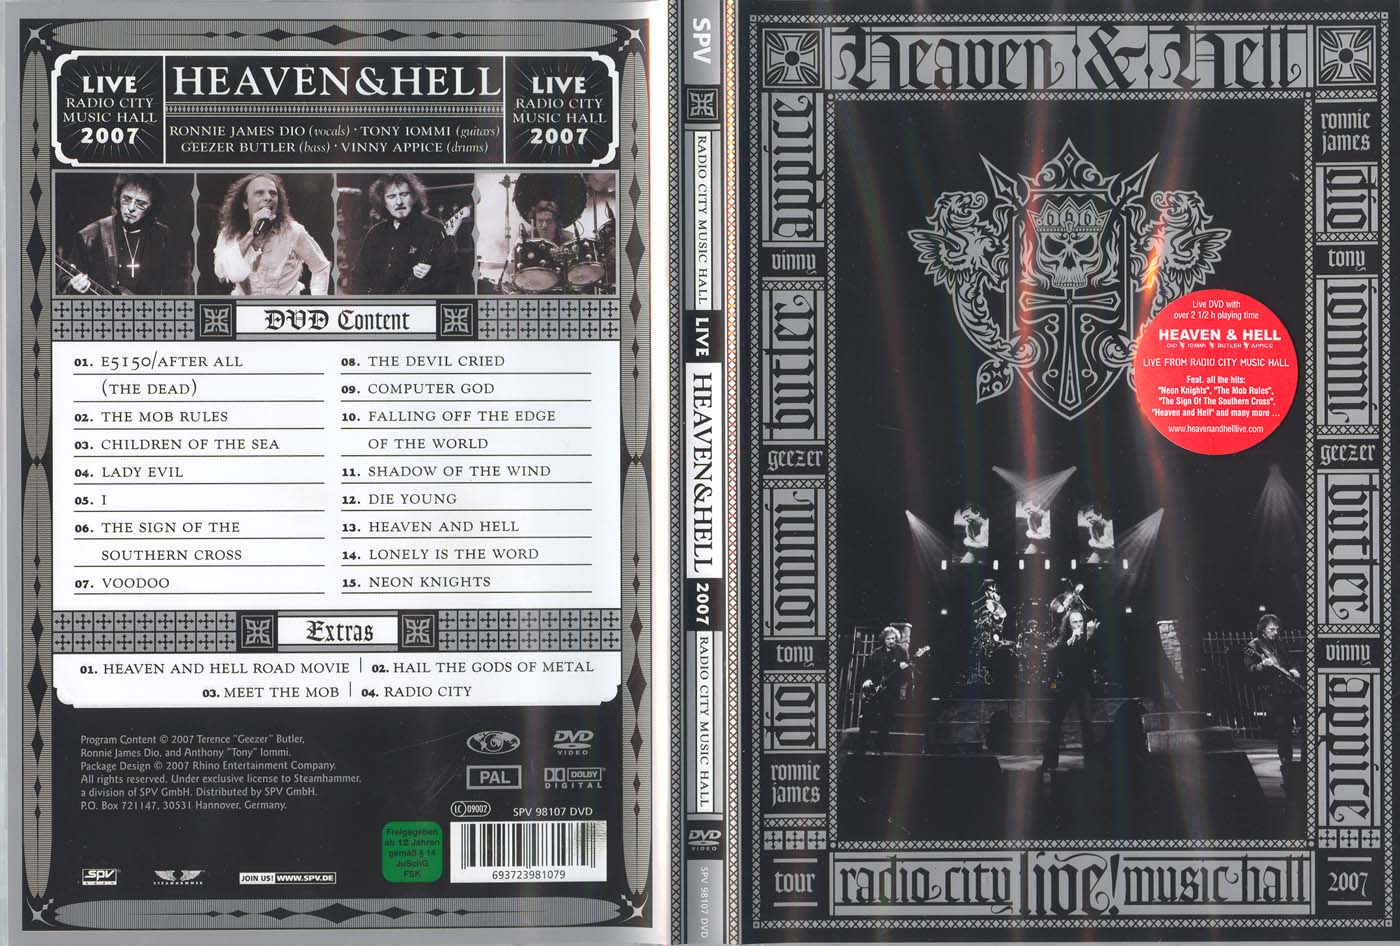 LIVE
RADIO CITY
MUSIC HALL
2007
HEAVEN&HELL
RONNIE JAMES DIO (vocals) · TONY IOMMI (guitars)
GEEZER BUTLER (bass) · VINNY APPICE (drums)
LIVE
RADIO CITY
MUSIC HALL
2007
DVD Content
01. E5150/AFTER ALL
(THE DEAD)
02. THE MOB RULES
03. CHILDREN OF THE SEA
04. LADY EVIL
05. I
06. THE SIGN OF THE
SOUTHERN CROSS
07. VOODOO
08. THE DEVIL CRIED
09. COMPUTER GOD
10. FALLING OFF THE EDGE
OF THE WORLD
11. SHADOW OF THE WIND
12. DIE YOUNG
13. HEAVEN AND HELL
14. LONELY IS THE WORD
15. NEON KNIGHTS
Extras
01. HEAVEN AND HELL ROAD MOVIE | 02. HAIL THE GODS OF METAL
03. MEET THE MOB | 04. RADIO CITY
Program Content © 2007 Terence "Geezer" Butler,
Ronnie James Dio, and Anthony "Tony" Iommi.
Package Design © 2007 Rhino Entertainment Company.
All rights reserved. Under exclusive license to Steamhammer,
a division of SPV GmbH. Distributed by SPV GmbH.
P.O. Box 721147, 30531 Hannover, Germany.
DVD
VIDEO
PAL
DOLBY
DIGITAL
LC 09002
SPV 98107 DVD
Freigegeben
ab 12 Jahren
gemäß § 14
JuSchG
FSK
693723981079
SPV
STEAMHAMMER
JOIN US! WWW.SPV.DE
SPV
RADIO CITY MUSIC HALL
LIVE
HEAVEN&HELL
2007
RADIO CITY MUSIC HALL
DVD
VIDEO
SPV 98107 DVD
Heaven & Hell
appice
vinny
butler
geezer
iommi
tony
dio
ronnie
james
ronnie
james
dio
tony
iommi
geezer
butler
vinny
appice
Live DVD with
over 2 1/2 h playing time
HEAVEN & HELL
DIO IOMMI BUTLER APPICE
LIVE FROM RADIO CITY MUSIC HALL
Feat. all the hits:
"Neon Knights", "The Mob Rules",
"The Sign Of The Southern Cross",
"Heaven and Hell" and many more ...
www.heavenandhelllive.com
tour
radio city live! music hall
2007